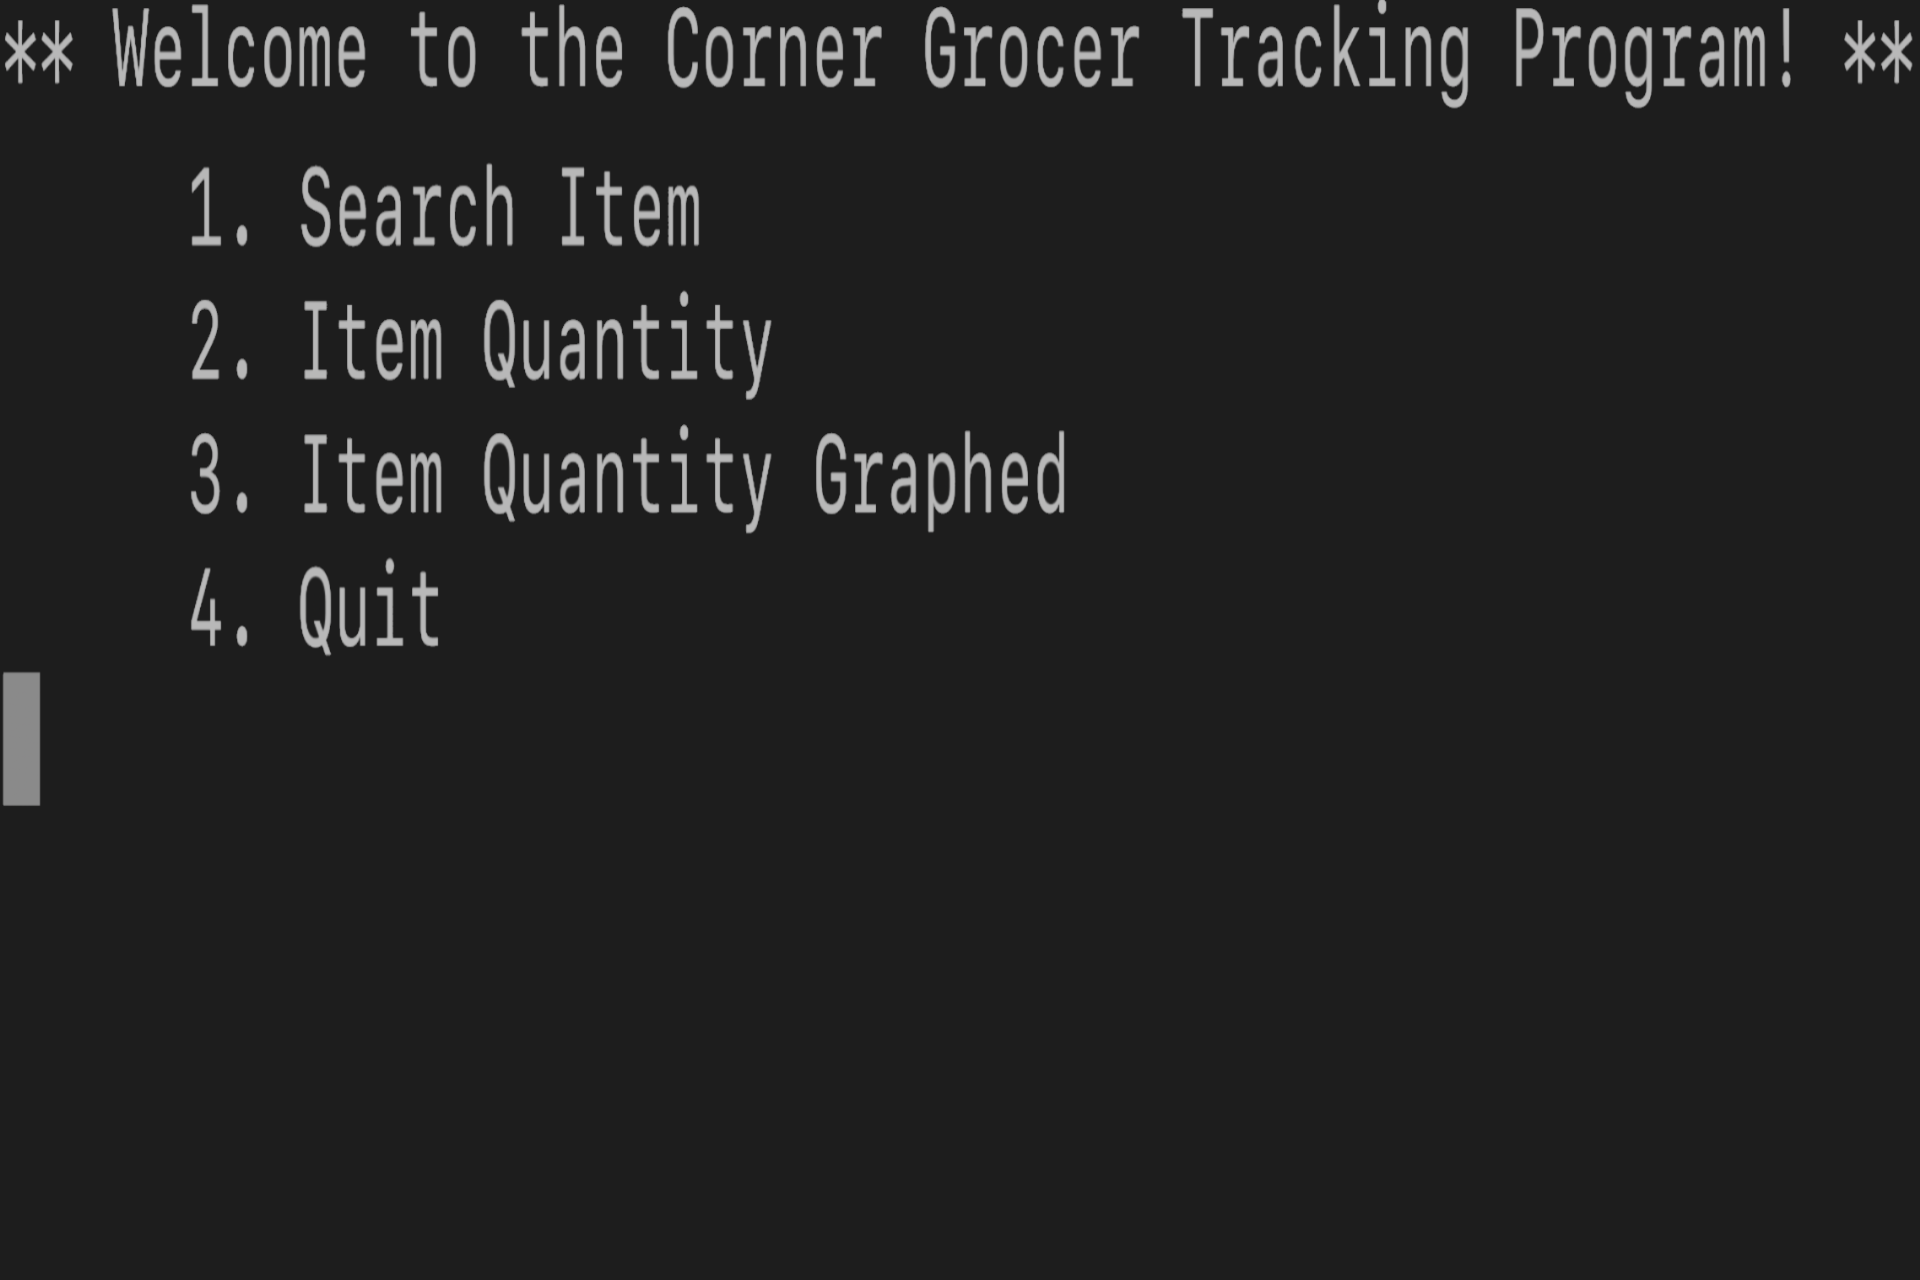 ** Welcome to the Corner Grocer Tracking Program! **
1. Search Item
2. Item Quantity
3. Item Quantity Graphed
4. Quit